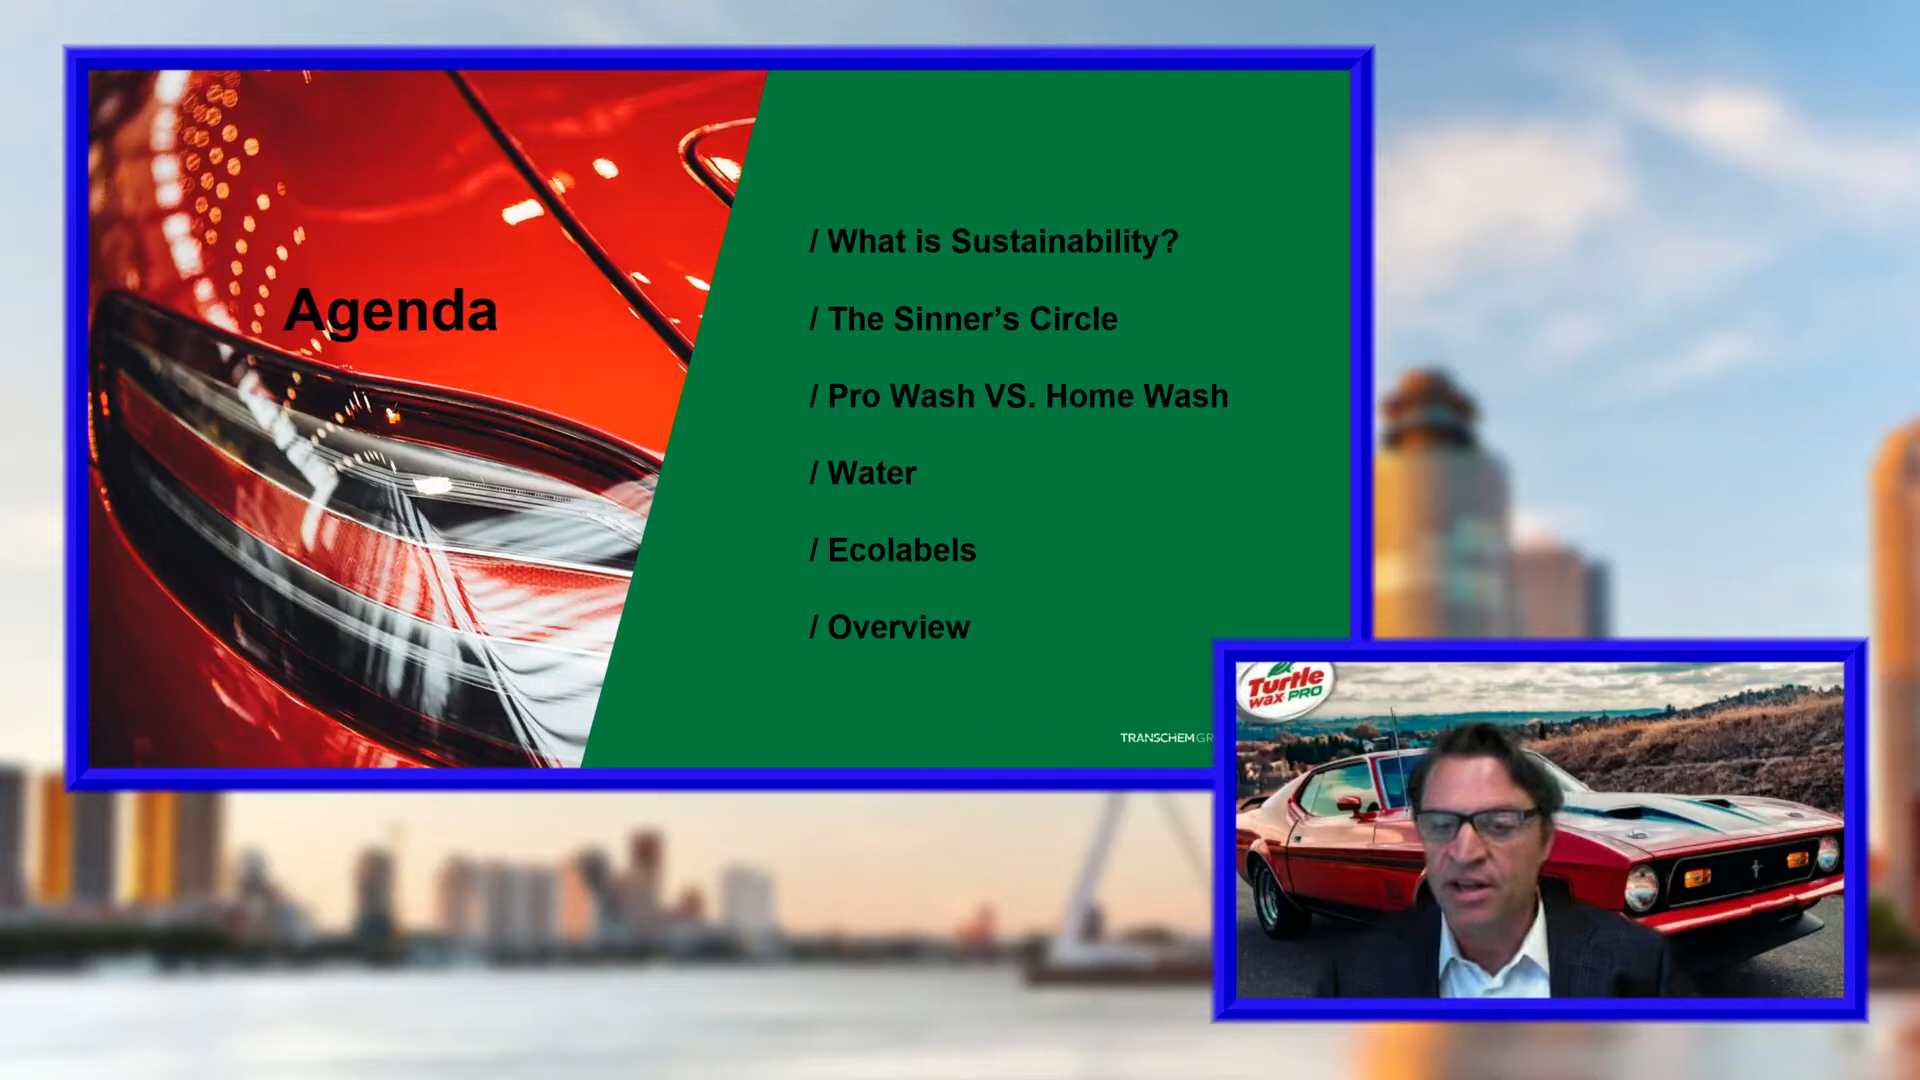 Agenda
/ What is Sustainability?
/ The Sinner's Circle
/ Pro Wash VS. Home Wash
/ Water
/ Ecolabels
/ Overview
TRANSCHEM GR
Turtle
Wax PRO